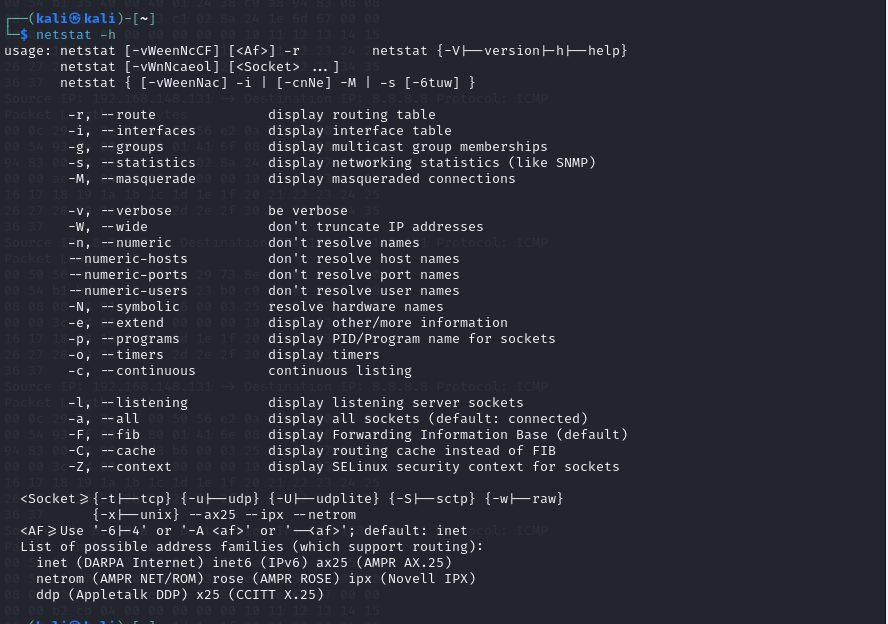 ┌──(kali㉿kali)-[~]
└─$ netstat -h
usage: netstat [-vWeenNcCF] [<Af>] -r         netstat {-V|--version|-h|--help}
       netstat [-vWnNcaeol] [<Socket> ...]
       netstat { [-vWeenNac] -i | [-cnNe] -M | -s [-6tuw] }
        -r, --route              display routing table
        -i, --interfaces         display interface table
        -g, --groups             display multicast group memberships
        -s, --statistics         display networking statistics (like SNMP)
        -M, --masquerade         display masqueraded connections
        -v, --verbose            be verbose
        -W, --wide               don't truncate IP addresses
        -n, --numeric            don't resolve names
        --numeric-hosts          don't resolve host names
        --numeric-ports          don't resolve port names
        --numeric-users          don't resolve user names
        -N, --symbolic           resolve hardware names
        -e, --extend             display other/more information
        -p, --programs           display PID/Program name for sockets
        -o, --timers             display timers
        -c, --continuous         continuous listing
        -l, --listening          display listening server sockets
        -a, --all                display all sockets (default: connected)
        -F, --fib                display Forwarding Information Base (default)
        -C, --cache              display routing cache instead of FIB
        -Z, --context            display SELinux security context for sockets
  <Socket>={-t|--tcp} {-u|--udp} {-U|--udplite} {-S|--sctp} {-w|--raw}
           {-x|--unix} --ax25 --ipx --netrom
  <AF>=Use '-6|-4' or '-A <af>' or '--<af>'; default: inet
  List of possible address families (which support routing):
    inet (DARPA Internet) inet6 (IPv6) ax25 (AMPR AX.25)
    netrom (AMPR NET/ROM) rose (AMPR ROSE) ipx (Novell IPX)
    ddp (Appletalk DDP) x25 (CCITT X.25)
┌──(kali㉿kali)-[~]